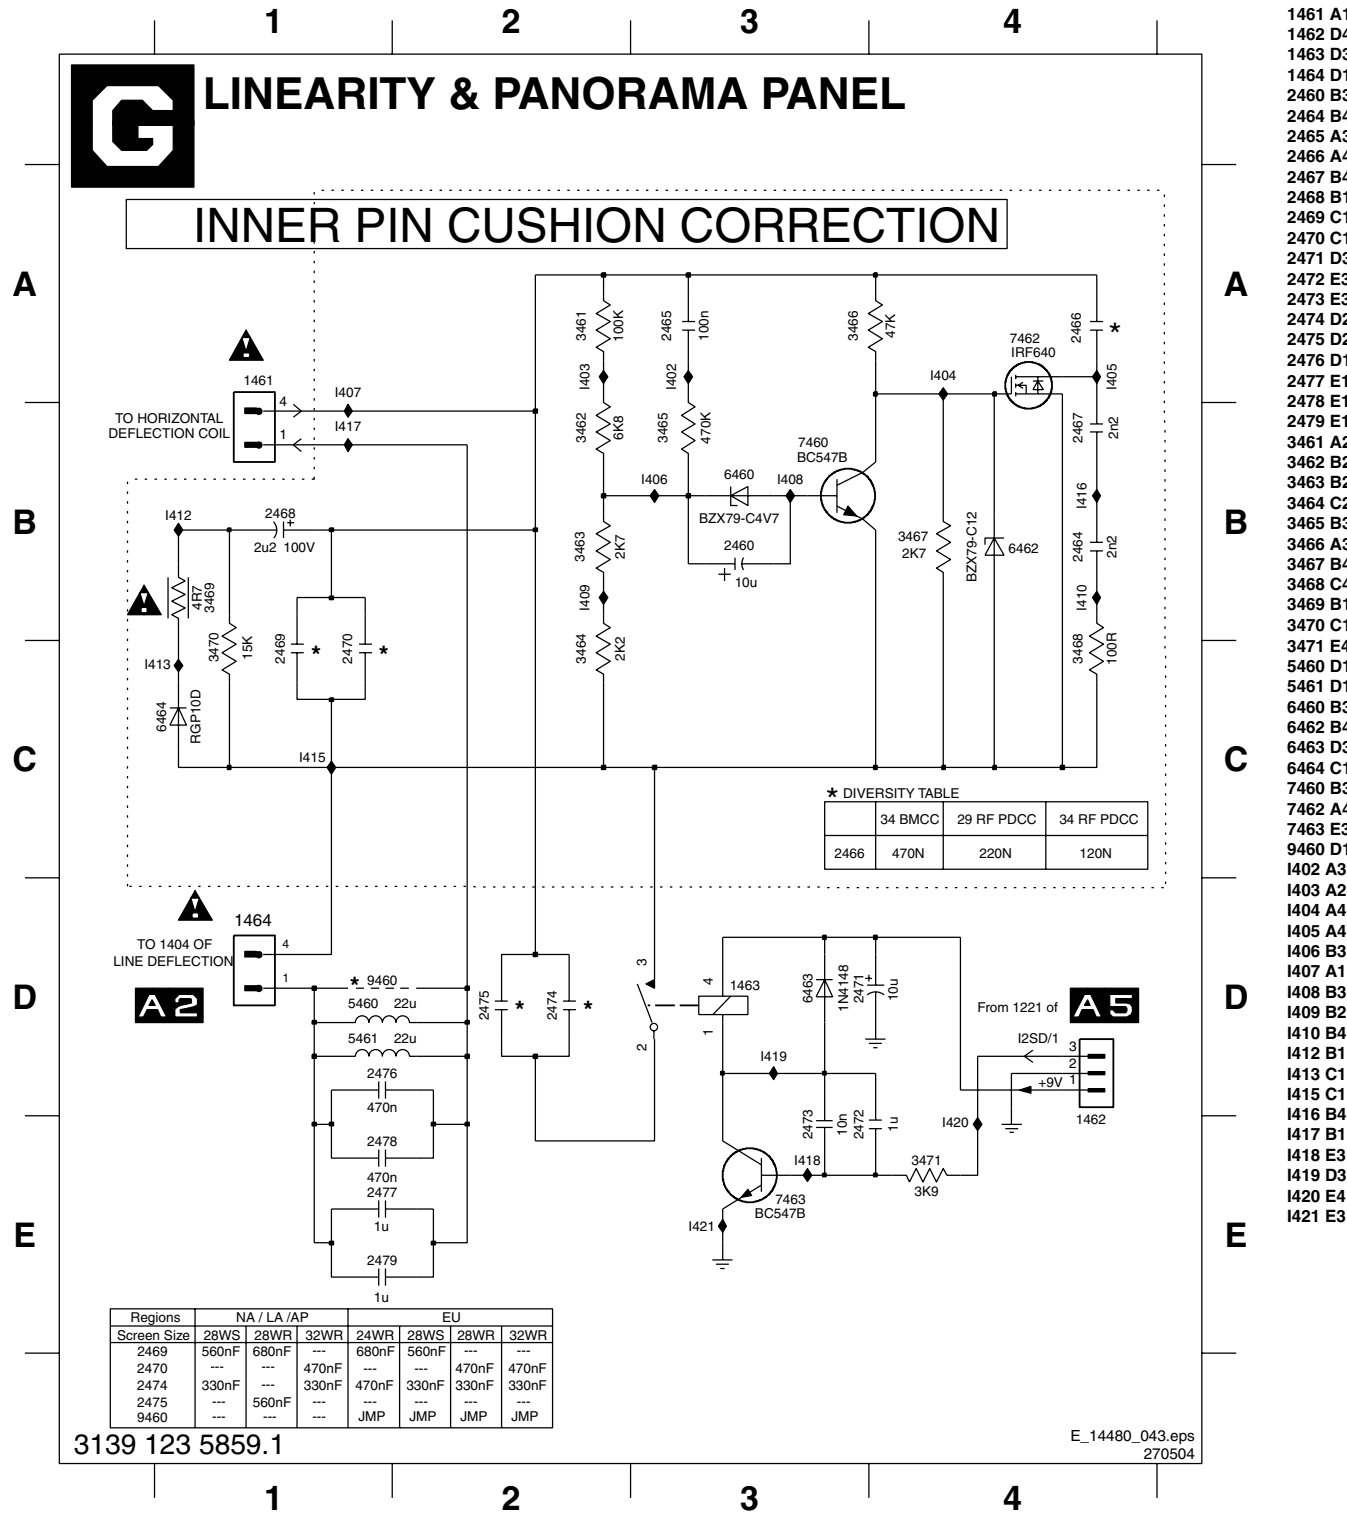 1 2 3 4
G LINEARITY & PANORAMA PANEL
INNER PIN CUSHION CORRECTION
A A
3461 100K
2465 100n
3466 47K
7462 IRF640
2466 *
I403
I402
I404
I405
1461
4
1
TO HORIZONTAL
DEFLECTION COIL
I407
I417
3462 6K8
3465 470K
7460
BC547B
2467 2n2
I406
6460
BZX79-C4V7
I408
I416
B B
I412
2468
+
2u2 100V
3463 2K7
2460
+
10u
3467
2K7
BZX79-C12
6462
2464 2n2
4R7
3469
I409
I410
3470 15K
2469 *
2470 *
3464 2K2
3468 100R
I413
6464 RGP10D
C C
I415
* DIVERSITY TABLE
34 BMCC 29 RF PDCC 34 RF PDCC
2466 470N 220N 120N
1464
4
1
TO 1404 OF
LINE DEFLECTION
A2
* 9460
5460 22u
5461 22u
2475 *
2474 *
3
2
4
1
1463
6463 1N4148
2471 +
10u
D D
From 1221 of A5
I2SD/1
3
2
1
+9V
1462
I419
2476
470n
2478
470n
2477
1u
2479
1u
2473 10n
2472 1u
I420
I418
3471
3K9
7463
BC547B
I421
E E
Regions NA / LA /AP EU
Screen Size 28WS 28WR 32WR 24WR 28WS 28WR 32WR
2469 560nF 680nF --- 680nF 560nF --- ---
2470 --- --- 470nF --- --- 470nF 470nF
2474 330nF --- 330nF 470nF 330nF 330nF 330nF
2475 --- 560nF --- --- --- --- ---
9460 --- --- --- JMP JMP JMP JMP
3139 123 5859.1
E_14480_043.eps
270504
1 2 3 4
1461 A1
1462 D4
1463 D3
1464 D1
2460 B3
2464 B4
2465 A3
2466 A4
2467 B4
2468 B1
2469 C1
2470 C1
2471 D3
2472 E3
2473 E3
2474 D2
2475 D2
2476 D1
2477 E1
2478 E1
2479 E1
3461 A2
3462 B2
3463 B2
3464 C2
3465 B3
3466 A3
3467 B4
3468 C4
3469 B1
3470 C1
3471 E4
5460 D1
5461 D1
6460 B3
6462 B4
6463 D3
6464 C1
7460 B3
7462 A4
7463 E3
9460 D1
I402 A3
I403 A2
I404 A4
I405 A4
I406 B3
I407 A1
I408 B3
I409 B2
I410 B4
I412 B1
I413 C1
I415 C1
I416 B4
I417 B1
I418 E3
I419 D3
I420 E4
I421 E3